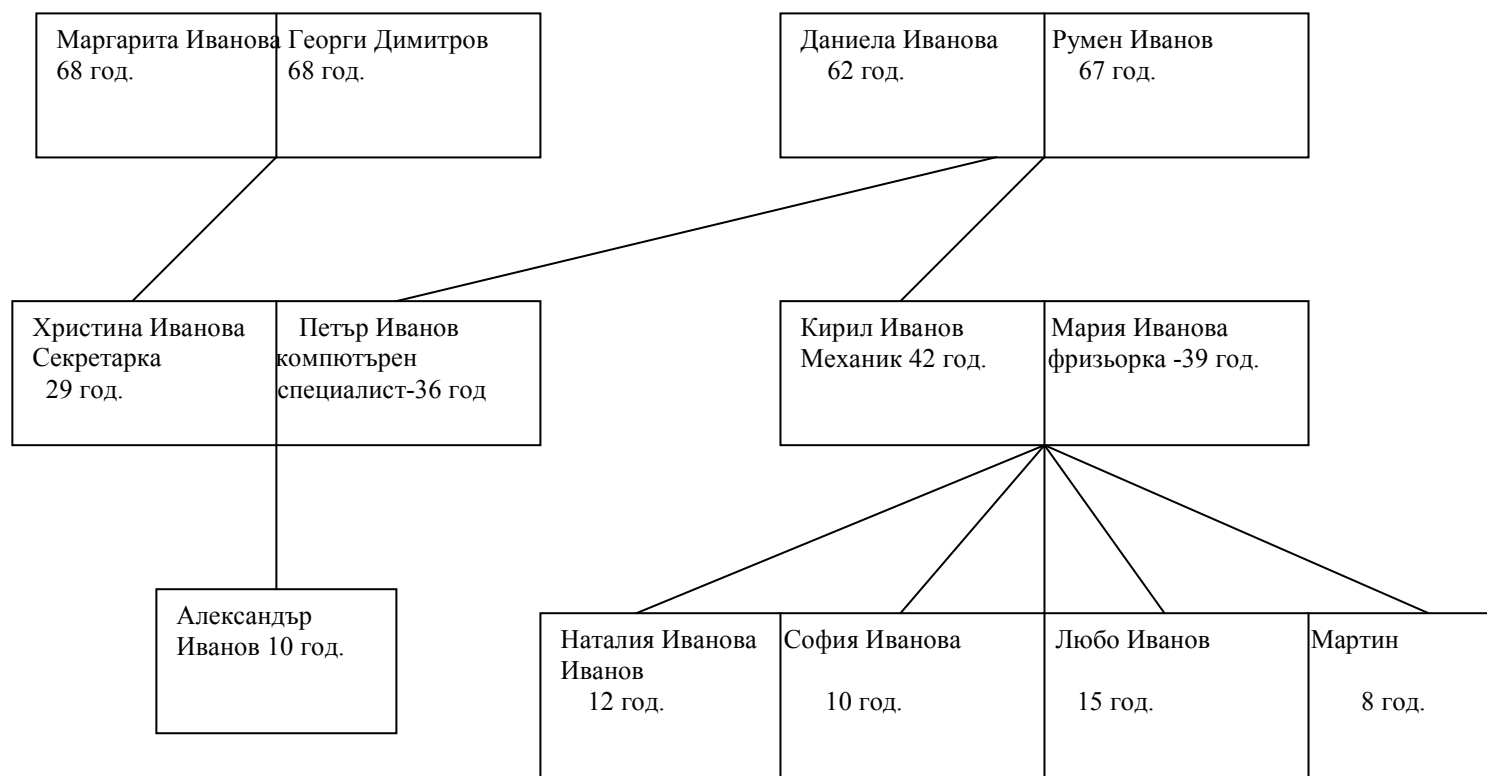 Маргарита Иванова
68 год.
Георги Димитров
68 год.
Даниела Иванова
62 год.
Румен Иванов
67 год.
Христина Иванова
Секретарка
29 год.
Петър Иванов
компютърен
специалист-36 год
Кирил Иванов
Механик 42 год.
Мария Иванова
фризьорка -39 год.
Александър
Иванов 10 год.
Наталия Иванова
Иванов
12 год.
София Иванова
10 год.
Любо Иванов
15 год.
Мартин
8 год.